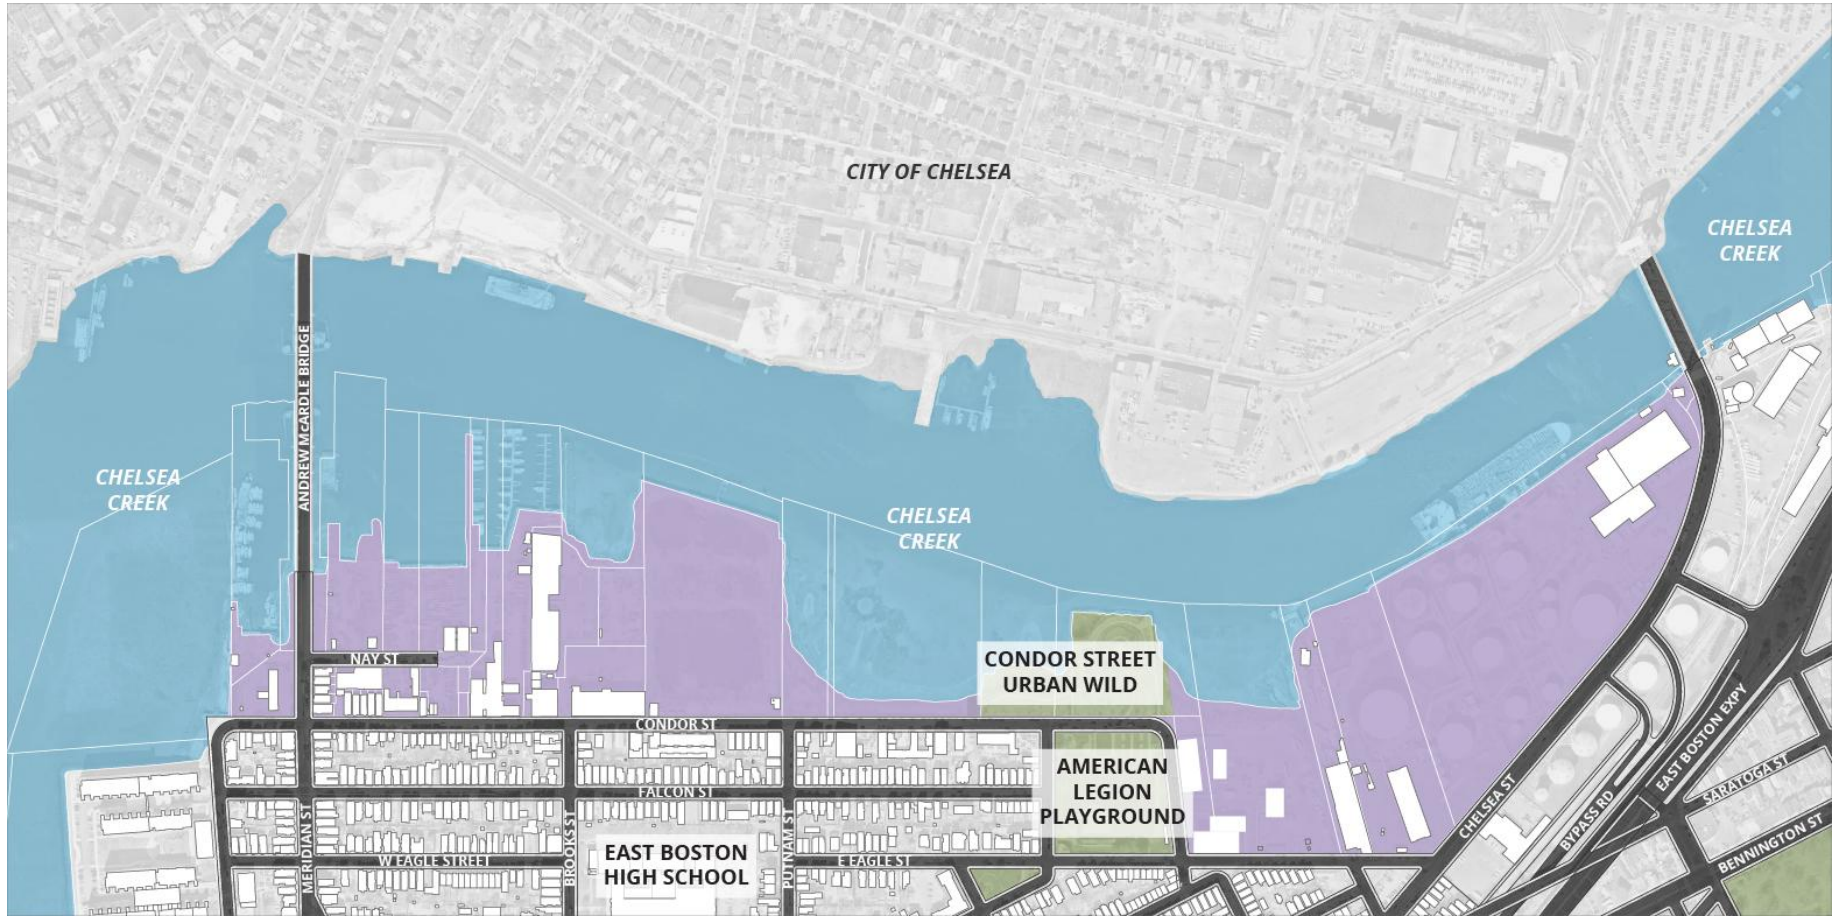 CITY OF CHELSEA
CHELSEA
CREEK
ANDREW McARDLE BRIDGE
CHELSEA
CREEK
CHELSEA
CREEK
NAY ST
CONDOR STREET
URBAN WILD
CONDOR ST
AMERICAN
LEGION
PLAYGROUND
FALCON ST
MERIDIAN ST
BROOKS ST
PUTNAM ST
W EAGLE STREET
EAST BOSTON
HIGH SCHOOL
E EAGLE ST
CHELSEA ST
BYPASS RD
EAST BOSTON EXPY
SARATOGA ST
BENNINGTON ST